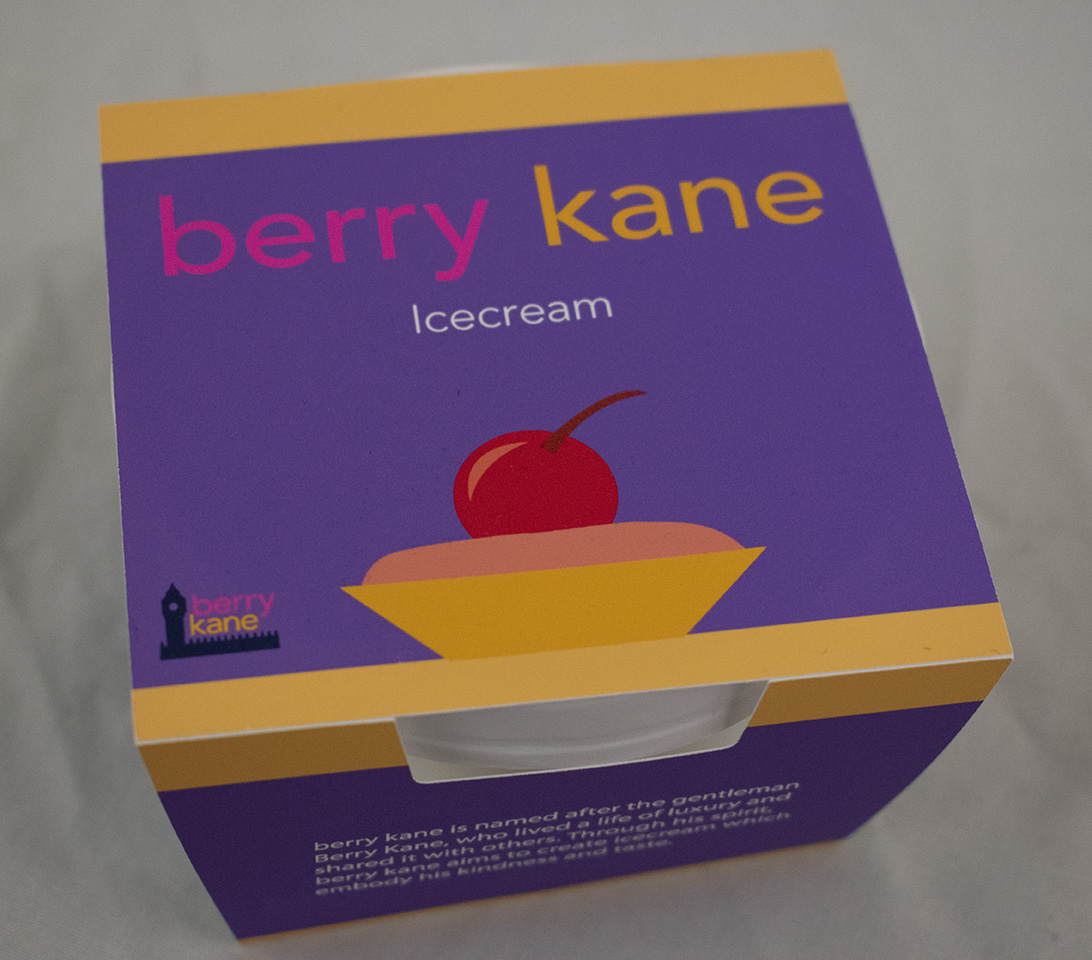 berry kane
Icecream
berry
kane
berry kane is named after the gentleman
Berry Kane, who lived a life of luxury and
shared it with others. Through his spirit,
berry kane aims to create icecream which
embody his kindness and taste.